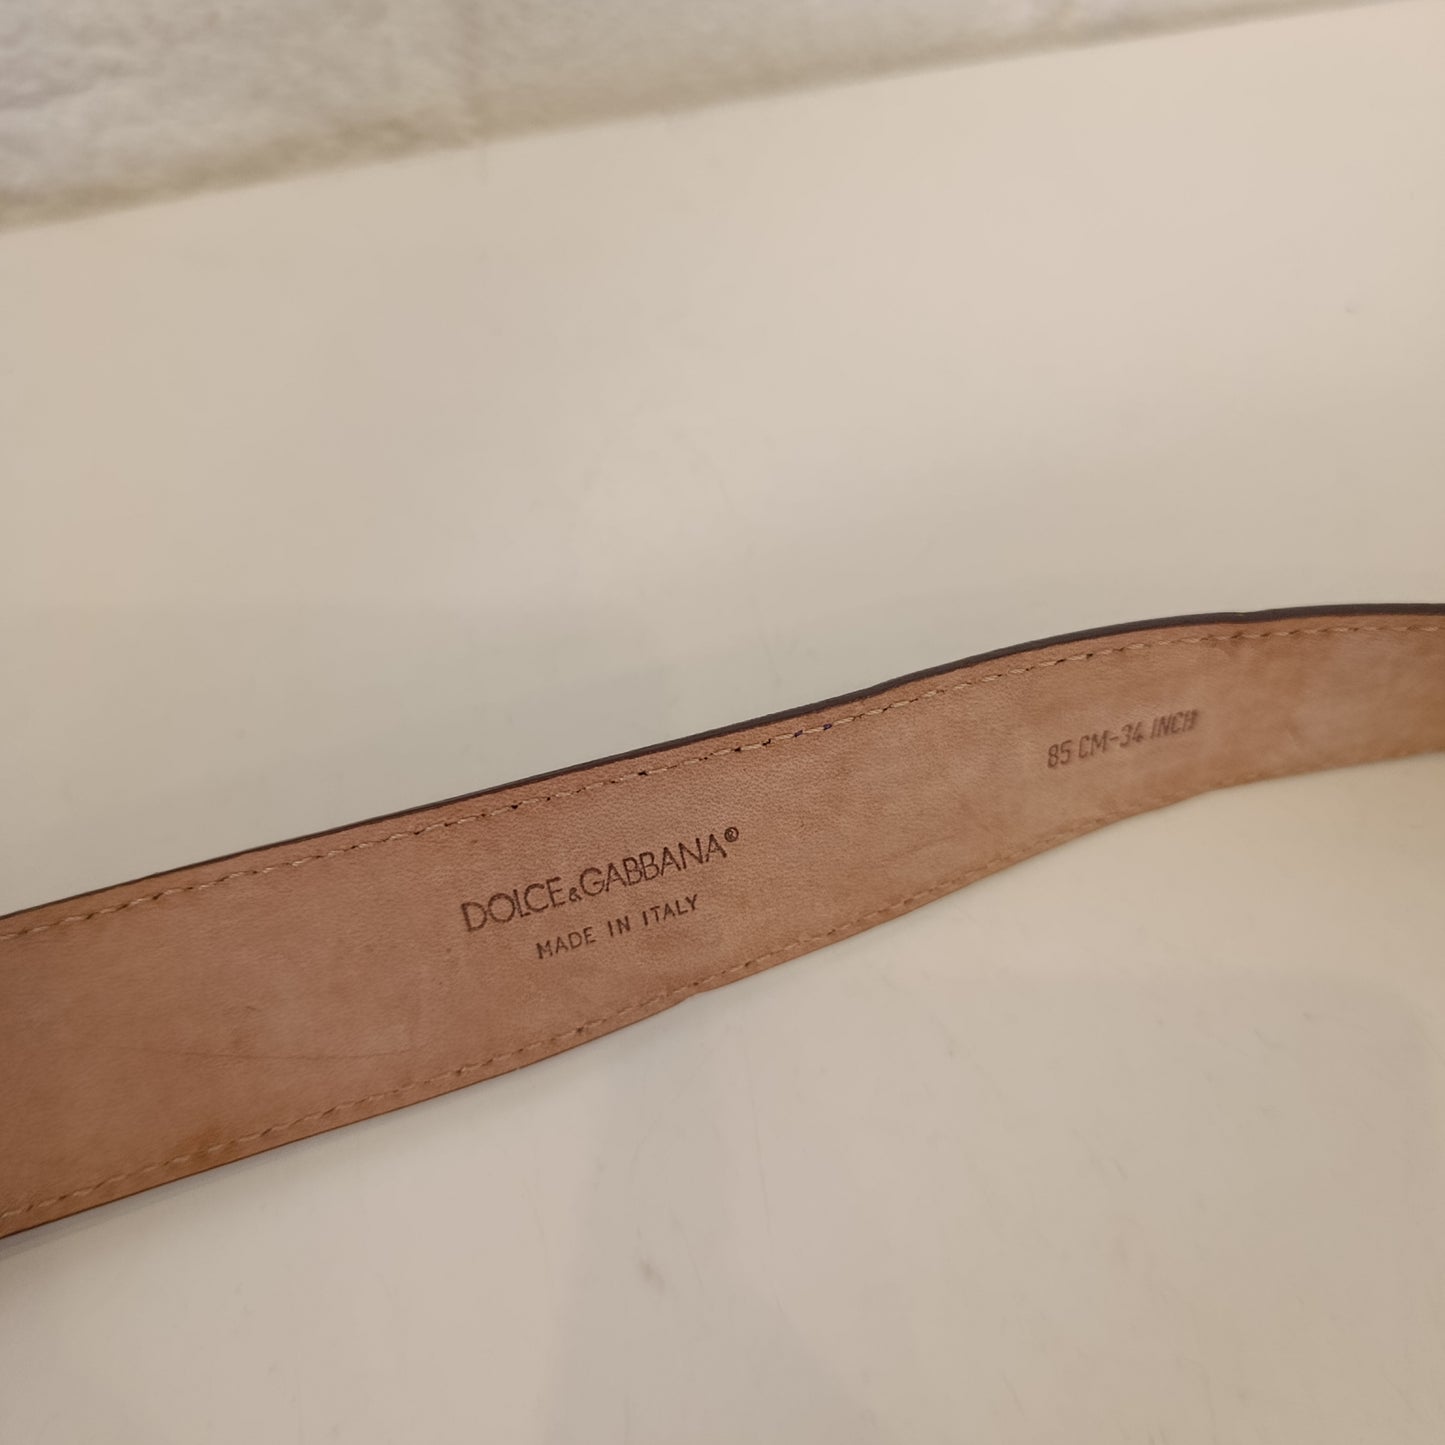 DOLCE&GABBANA®
MADE IN ITALY
85 CM-34 INCH